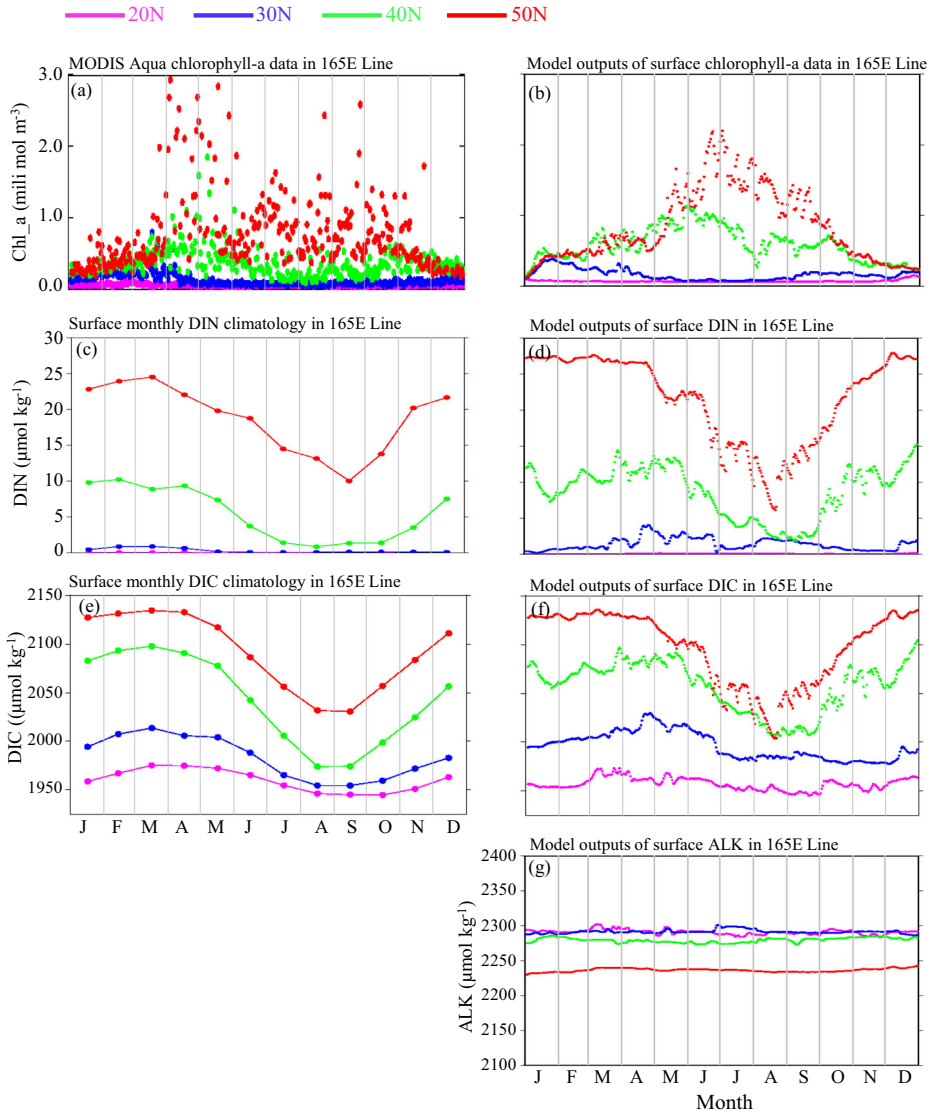 20N 30N 40N 50N
MODIS Aqua chlorophyll-a data in 165E Line
(a)
3.0
2.0
1.0
0.0
Chl_a (mili mol m⁻³)
Model outputs of surface chlorophyll-a data in 165E Line
(b)
Surface monthly DIN climatology in 165E Line
(c)
30
25
20
15
10
5
0
DIN (μmol kg⁻¹)
Model outputs of surface DIN in 165E Line
(d)
Surface monthly DIC climatology in 165E Line
(e)
2150
2100
2050
2000
1950
DIC ((μmol kg⁻¹)
J F M A M J J A S O N D
Model outputs of surface DIC in 165E Line
(f)
Model outputs of surface ALK in 165E Line
(g)
2400
2350
2300
2250
2200
2150
2100
ALK (μmol kg⁻¹)
J F M A M J J A S O N D
Month